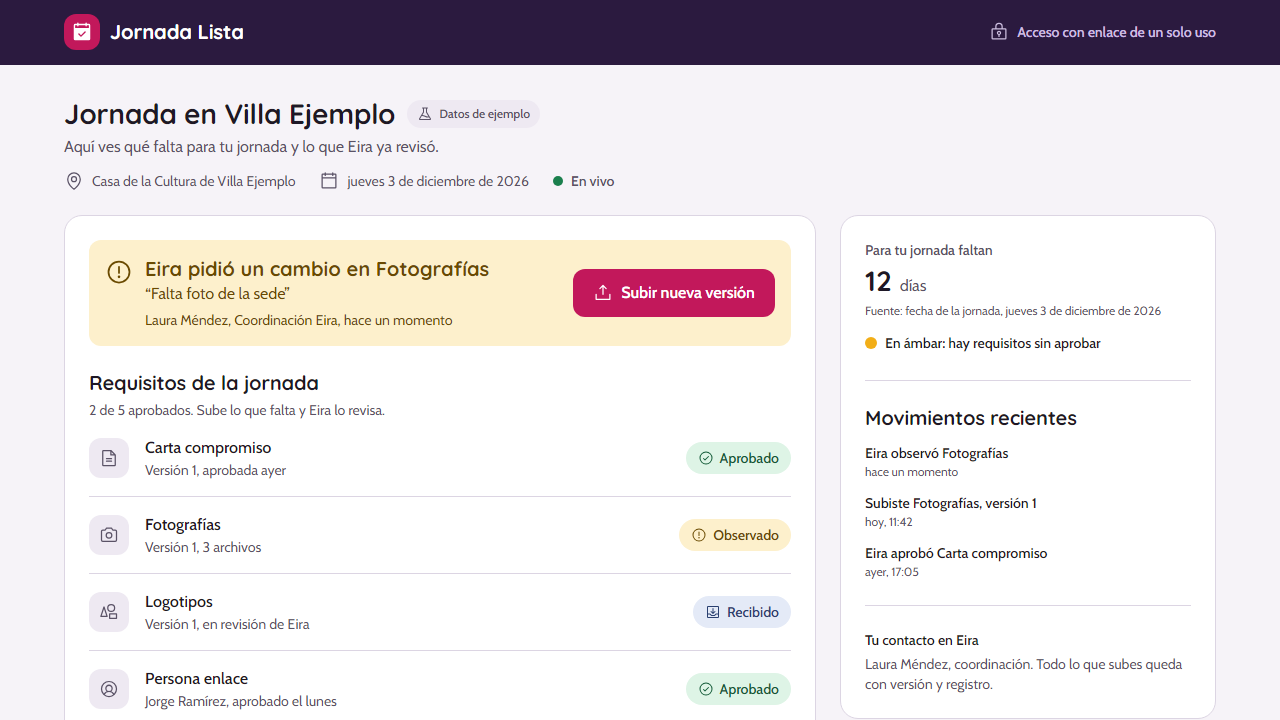 Jornada Lista
Acceso con enlace de un solo uso
Jornada en Villa Ejemplo
Datos de ejemplo
Aquí ves qué falta para tu jornada y lo que Eira ya revisó.
Casa de la Cultura de Villa Ejemplo
jueves 3 de diciembre de 2026
En vivo
Eira pidió un cambio en Fotografías
“Falta foto de la sede”
Laura Méndez, Coordinación Eira, hace un momento
Subir nueva versión
Requisitos de la jornada
2 de 5 aprobados. Sube lo que falta y Eira lo revisa.
Carta compromiso
Versión 1, aprobada ayer
Aprobado
Fotografías
Versión 1, 3 archivos
Observado
Logotipos
Versión 1, en revisión de Eira
Recibido
Persona enlace
Jorge Ramírez, aprobado el lunes
Aprobado
Para tu jornada faltan
12 días
Fuente: fecha de la jornada, jueves 3 de diciembre de 2026
En ámbar: hay requisitos sin aprobar
Movimientos recientes
Eira observó Fotografías
hace un momento
Subiste Fotografías, versión 1
hoy, 11:42
Eira aprobó Carta compromiso
ayer, 17:05
Tu contacto en Eira
Laura Méndez, coordinación. Todo lo que subes queda
con versión y registro.